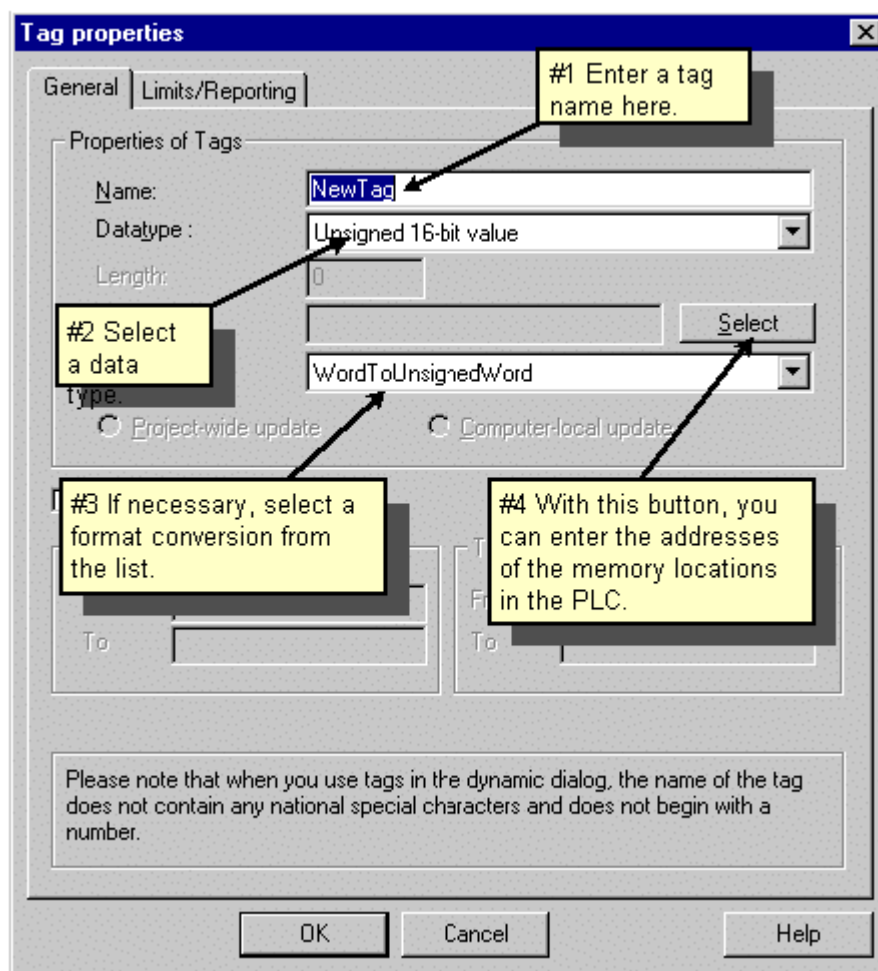 Tag properties
#1 Enter a tag
name here.
General
Limits/Reporting
Properties of Tags
Name:
NewTag
Datatype :
Unsigned 16-bit value
Length:
0
#2 Select
a data
type.
Select
WordToUnsignedWord
Project-wide update
Computer-local update
#3 If necessary, select a
format conversion from
the list.
#4 With this button, you
can enter the addresses
of the memory locations
in the PLC.
To
To
Please note that when you use tags in the dynamic dialog, the name of the tag
does not contain any national special characters and does not begin with a
number.
OK
Cancel
Help